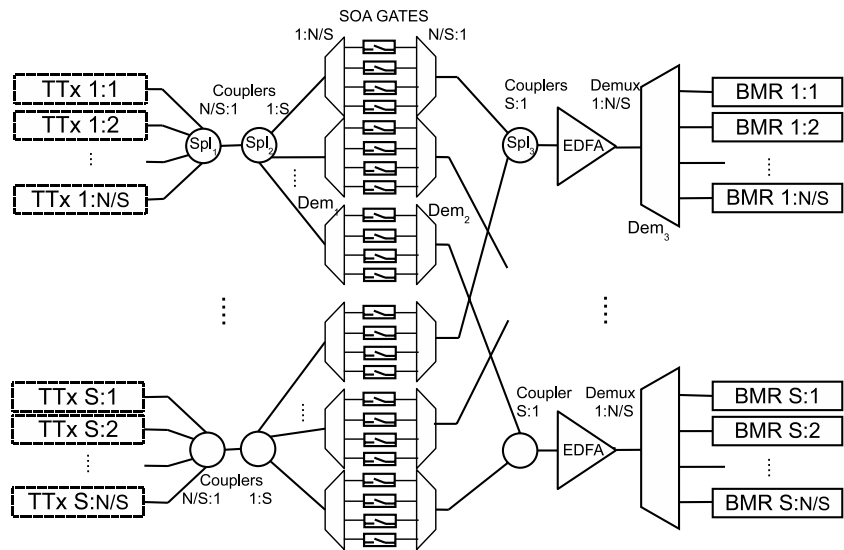 SOA GATES
1:N/S
N/S:1
TTx 1:1
TTx 1:2
TTx 1:N/S
Couplers
N/S:1
1:S
Spl1
Spl2
Dem1
Dem2
Couplers
S:1
Spl3
EDFA
Demux
1:N/S
Dem3
BMR 1:1
BMR 1:2
BMR 1:N/S
TTx S:1
TTx S:2
TTx S:N/S
Couplers
N/S:1
1:S
Coupler
S:1
EDFA
Demux
1:N/S
BMR S:1
BMR S:2
BMR S:N/S